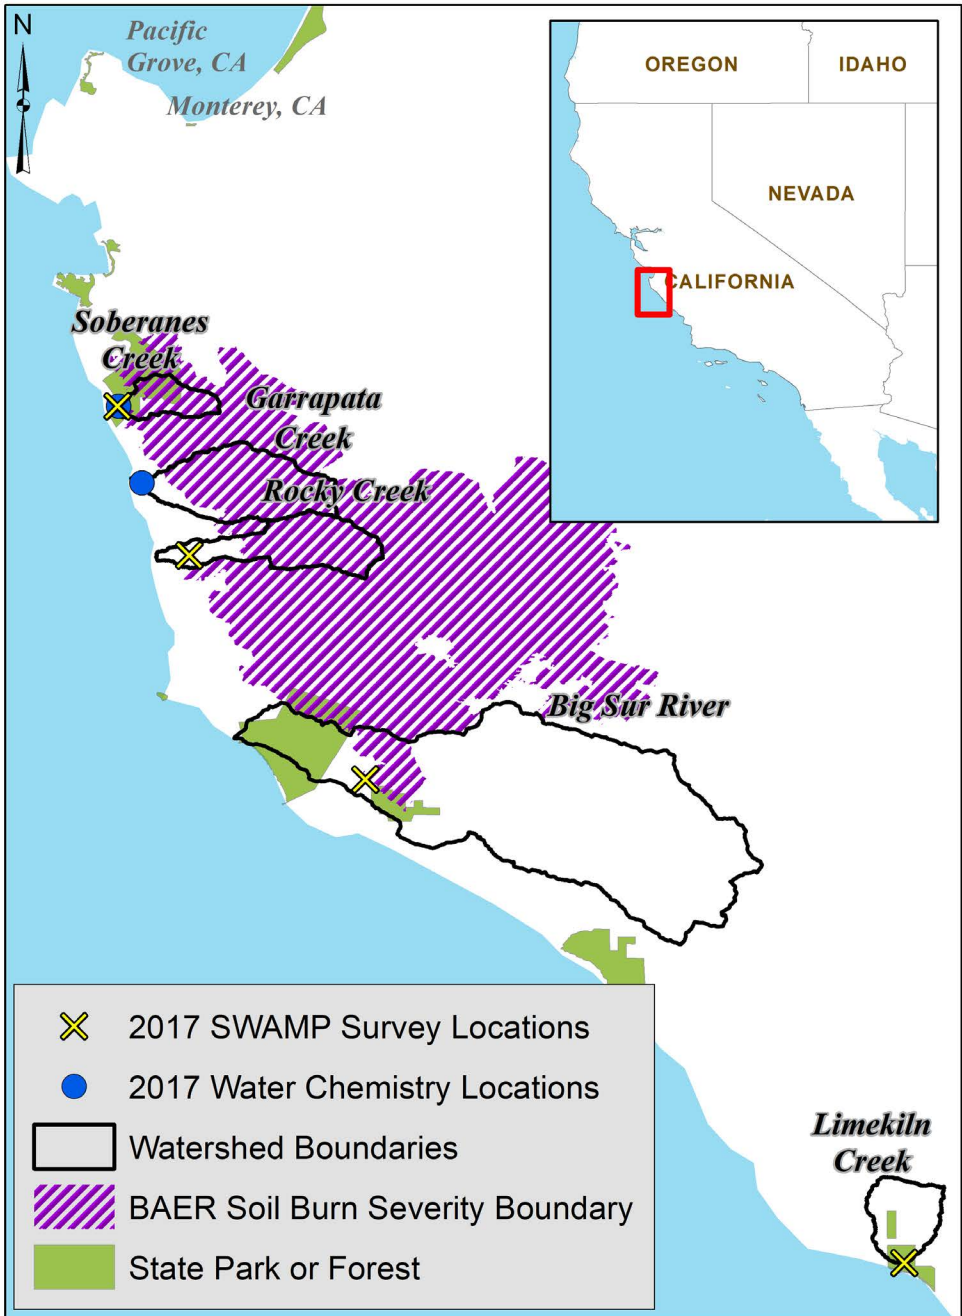 N
Pacific
Grove, CA
Monterey, CA
OREGON
IDAHO
NEVADA
CALIFORNIA
Soberanes
Creek
Garrapata
Creek
Rocky Creek
Big Sur River
Limekiln
Creek
2017 SWAMP Survey Locations
2017 Water Chemistry Locations
Watershed Boundaries
BAER Soil Burn Severity Boundary
State Park or Forest